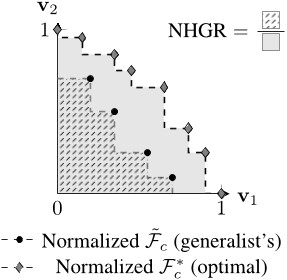 v₂
1
NHGR =
0
1
v₁
Normalized F̃c (generalist's)
Normalized F*c (optimal)